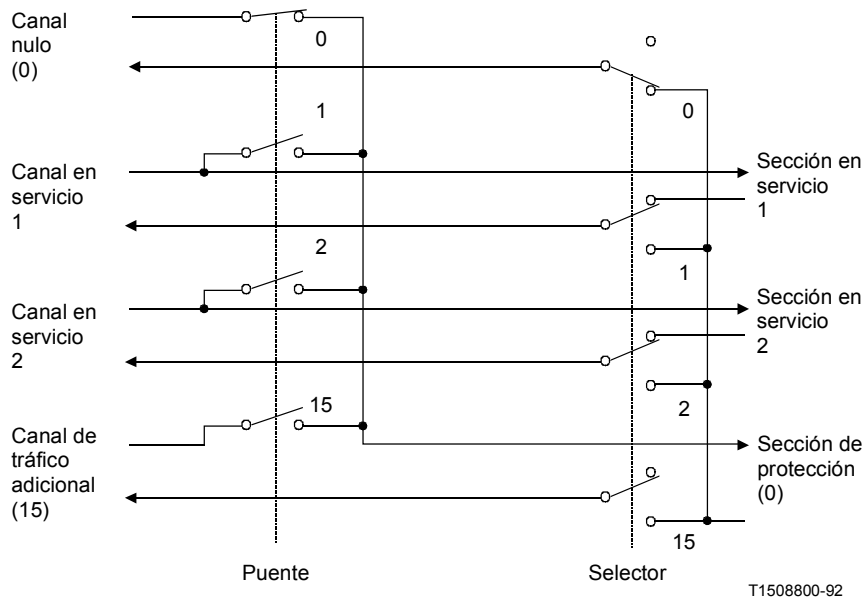 Canal
nulo
(0)
0
0
1
Canal en
servicio
1
Sección en
servicio
1
2
1
Canal en
servicio
2
Sección en
servicio
2
15
2
Canal de
tráfico
adicional
(15)
Sección de
protección
(0)
15
Puente
Selector
T1508800-92